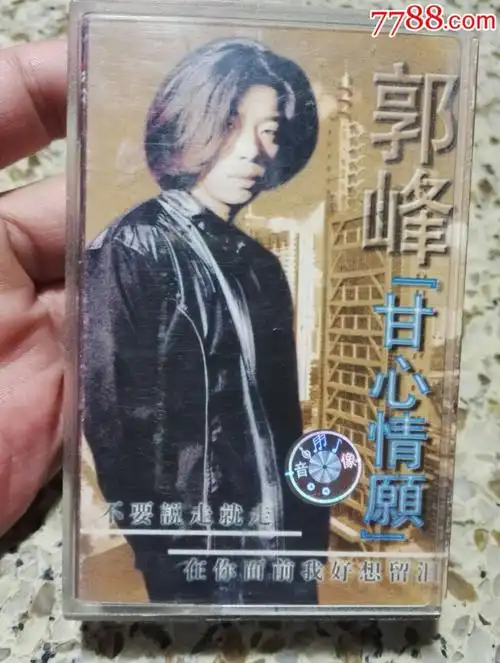 7788.com
郭峰
『甘心情願』
音像
不要説走就走
在你面前我好想留泪